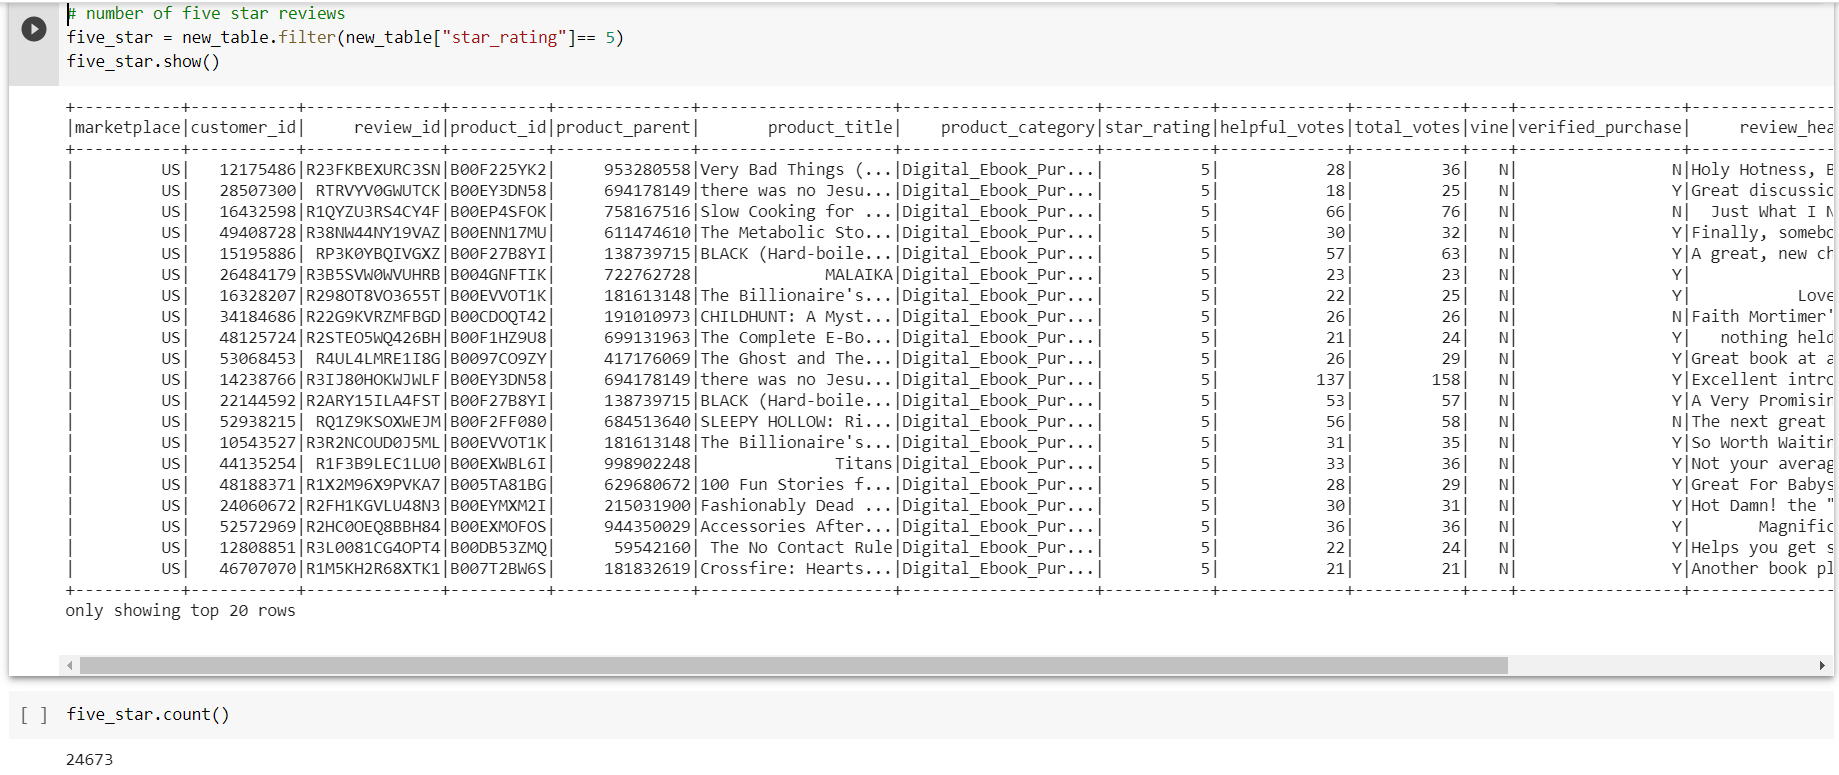 # number of five star reviews
five_star = new_table.filter(new_table["star_rating"]== 5)
five_star.show()
+-----------+-----------+--------------+----------+--------------+--------------------+--------------------+-----------+-------------+-----------+----+-----------------+---------------
|marketplace|customer_id|     review_id|product_id|product_parent|       product_title|    product_category|star_rating|helpful_votes|total_votes|vine|verified_purchase|     review_hea
+-----------+-----------+--------------+----------+--------------+--------------------+--------------------+-----------+-------------+-----------+----+-----------------+---------------
|         US|   12175486|R23FKBEXURC3SN|B00F225YK2|     953280558|Very Bad Things (...|Digital_Ebook_Pur...|          5|           28|         36|   N|                N|Holy Hotness, B
|         US|   28507300| RTRVYV0GWUTCK|B00EY3DN58|     694178149|there was no Jesu...|Digital_Ebook_Pur...|          5|           18|         25|   N|                Y|Great discussic
|         US|   16432598|R1QYZU3RS4CY4F|B00EP4SFOK|     758167516|Slow Cooking for ...|Digital_Ebook_Pur...|          5|           66|         76|   N|                N|  Just What I N
|         US|   49408728|R38NW44NY19VAZ|B00ENN17MU|     611474610|The Metabolic Sto...|Digital_Ebook_Pur...|          5|           30|         32|   N|                Y|Finally, somebo
|         US|   15195886| RP3K0YBQIVGXZ|B00F27B8YI|     138739715|BLACK (Hard-boile...|Digital_Ebook_Pur...|          5|           57|         63|   N|                Y|A great, new ch
|         US|   26484179|R3B5SVW0WVUHRB|B004GNFTIK|     722762728|             MALAIKA|Digital_Ebook_Pur...|          5|           23|         23|   N|                Y|
|         US|   16328207|R298OT8VO3655T|B00EVVOT1K|     181613148|The Billionaire's...|Digital_Ebook_Pur...|          5|           22|         25|   N|                Y|           Love
|         US|   34184686|R22G9KVRZMFBGD|B00CDOQT42|     191010973|CHILDHUNT: A Myst...|Digital_Ebook_Pur...|          5|           26|         26|   N|                N|Faith Mortimer'
|         US|   48125724|R2STEO5WQ426BH|B00F1HZ9U8|     699131963|The Complete E-Bo...|Digital_Ebook_Pur...|          5|           21|         24|   N|                Y|   nothing held
|         US|   53068453| R4UL4LMRE1I8G|B0097CO9ZY|     417176069|The Ghost and The...|Digital_Ebook_Pur...|          5|           26|         29|   N|                Y|Great book at a
|         US|   14238766|R3IJ80HOKWJWLF|B00EY3DN58|     694178149|there was no Jesu...|Digital_Ebook_Pur...|          5|          137|        158|   N|                Y|Excellent intro
|         US|   22144592|R2ARY15ILA4FST|B00F27B8YI|     138739715|BLACK (Hard-boile...|Digital_Ebook_Pur...|          5|           53|         57|   N|                Y|A Very Promisin
|         US|   52938215| RQ1Z9KSOXWEJM|B00F2FF080|     684513640|SLEEPY HOLLOW: Ri...|Digital_Ebook_Pur...|          5|           56|         58|   N|                N|The next great
|         US|   10543527|R3R2NCOUD0J5ML|B00EVVOT1K|     181613148|The Billionaire's...|Digital_Ebook_Pur...|          5|           31|         35|   N|                Y|So Worth Waitin
|         US|   44135254| R1F3B9LEC1LU0|B00EXWBL6I|     998902248|              Titans|Digital_Ebook_Pur...|          5|           33|         36|   N|                Y|Not your averag
|         US|   48188371|R1X2M96X9PVKA7|B005TA81BG|     629680672|100 Fun Stories f...|Digital_Ebook_Pur...|          5|           28|         29|   N|                Y|Great For Babys
|         US|   24060672|R2FH1KGVLU48N3|B00EYMXM2I|     215031900|Fashionably Dead ...|Digital_Ebook_Pur...|          5|           30|         31|   N|                Y|Hot Damn! the "
|         US|   52572969|R2HC0OEQ8BBH84|B00EXMOFOS|     944350029|Accessories After...|Digital_Ebook_Pur...|          5|           36|         36|   N|                Y|       Magnific
|         US|   12808851|R3L0081CG4OPT4|B00DB53ZMQ|      59542160| The No Contact Rule|Digital_Ebook_Pur...|          5|           22|         24|   N|                Y|Helps you get s
|         US|   46707070|R1M5KH2R68XTK1|B007T2BW6S|     181832619|Crossfire: Hearts...|Digital_Ebook_Pur...|          5|           21|         21|   N|                Y|Another book pl
+-----------+-----------+--------------+----------+--------------+--------------------+--------------------+-----------+-------------+-----------+----+-----------------+---------------
only showing top 20 rows
[ ] five_star.count()
24673